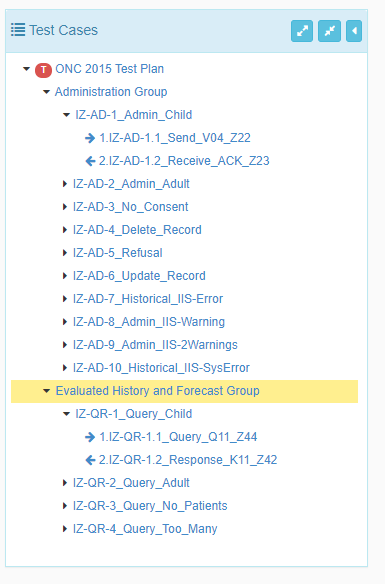 Test Cases
T ONC 2015 Test Plan
Administration Group
IZ-AD-1_Admin_Child
1.IZ-AD-1.1_Send_V04_Z22
2.IZ-AD-1.2_Receive_ACK_Z23
IZ-AD-2_Admin_Adult
IZ-AD-3_No_Consent
IZ-AD-4_Delete_Record
IZ-AD-5_Refusal
IZ-AD-6_Update_Record
IZ-AD-7_Historical_IIS-Error
IZ-AD-8_Admin_IIS-Warning
IZ-AD-9_Admin_IIS-2Warnings
IZ-AD-10_Historical_IIS-SysError
Evaluated History and Forecast Group
IZ-QR-1_Query_Child
1.IZ-QR-1.1_Query_Q11_Z44
2.IZ-QR-1.2_Response_K11_Z42
IZ-QR-2_Query_Adult
IZ-QR-3_Query_No_Patients
IZ-QR-4_Query_Too_Many